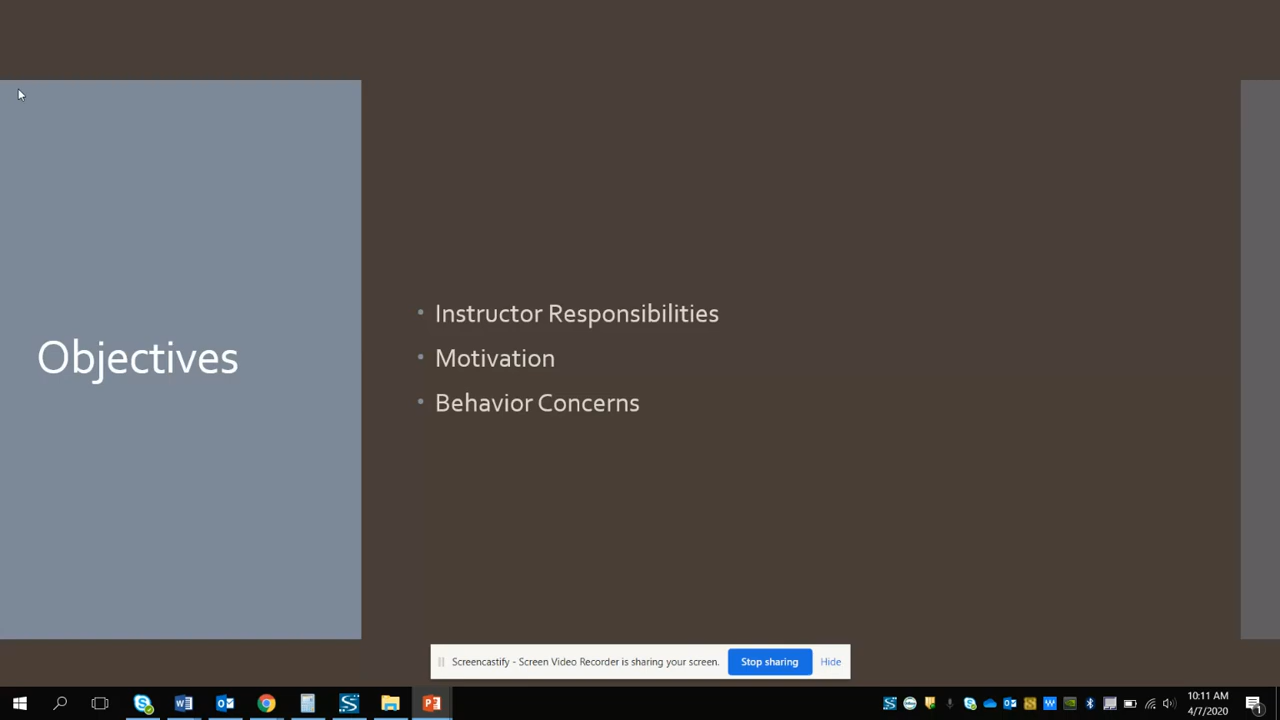 Objectives
• Instructor Responsibilities
• Motivation
• Behavior Concerns
Screencastify - Screen Video Recorder is sharing your screen.
Stop sharing
Hide
10:11 AM
4/7/2020